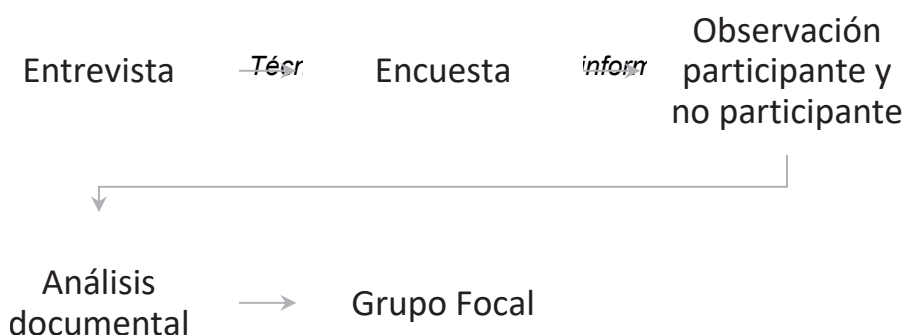 Entrevista
Encuesta
Observación
participante y
no participante
Análisis
documental
Grupo Focal